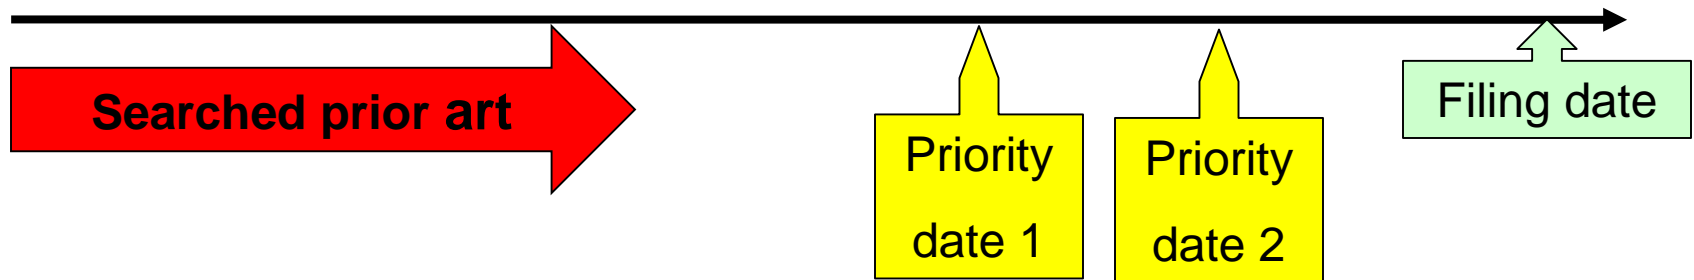 Searched prior art
Priority
date 1
Priority
date 2
Filing date